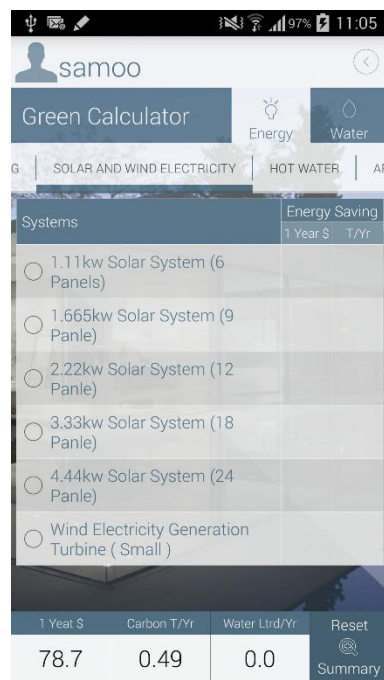 97% 11:05
samoo
Green Calculator
Energy
Water
G SOLAR AND WIND ELECTRICITY HOT WATER
Systems
Energy Saving
1 Year $ T/Yr
1.11kw Solar System (6
Panels)
1.665kw Solar System (9
Panle)
2.22kw Solar System (12
Panle)
3.33kw Solar System (18
Panle)
4.44kw Solar System (24
Panle)
Wind Electricity Generation
Turbine ( Small )
1 Yeat $ Carbon T/Yr Water Ltrd/Yr Reset
78.7 0.49 0.0 Summary